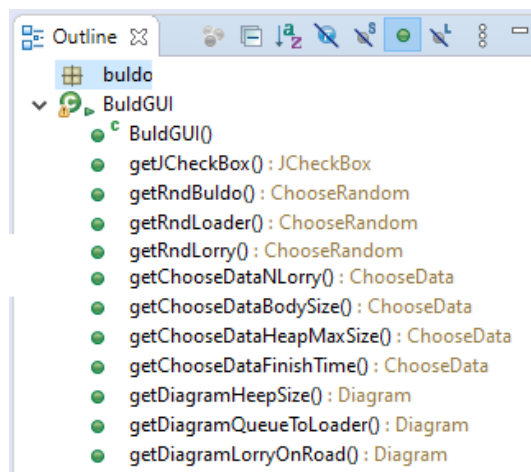 Outline
buldo
BuldGUI
BuldGUI()
getJCheckBox() : JCheckBox
getRndBuldo() : ChooseRandom
getRndLoader() : ChooseRandom
getRndLorry() : ChooseRandom
getChooseDataNLorry() : ChooseData
getChooseDataBodySize() : ChooseData
getChooseDataHeapMaxSize() : ChooseData
getChooseDataFinishTime() : ChooseData
getDiagramHeepSize() : Diagram
getDiagramQueueToLoader() : Diagram
getDiagramLorryOnRoad() : Diagram